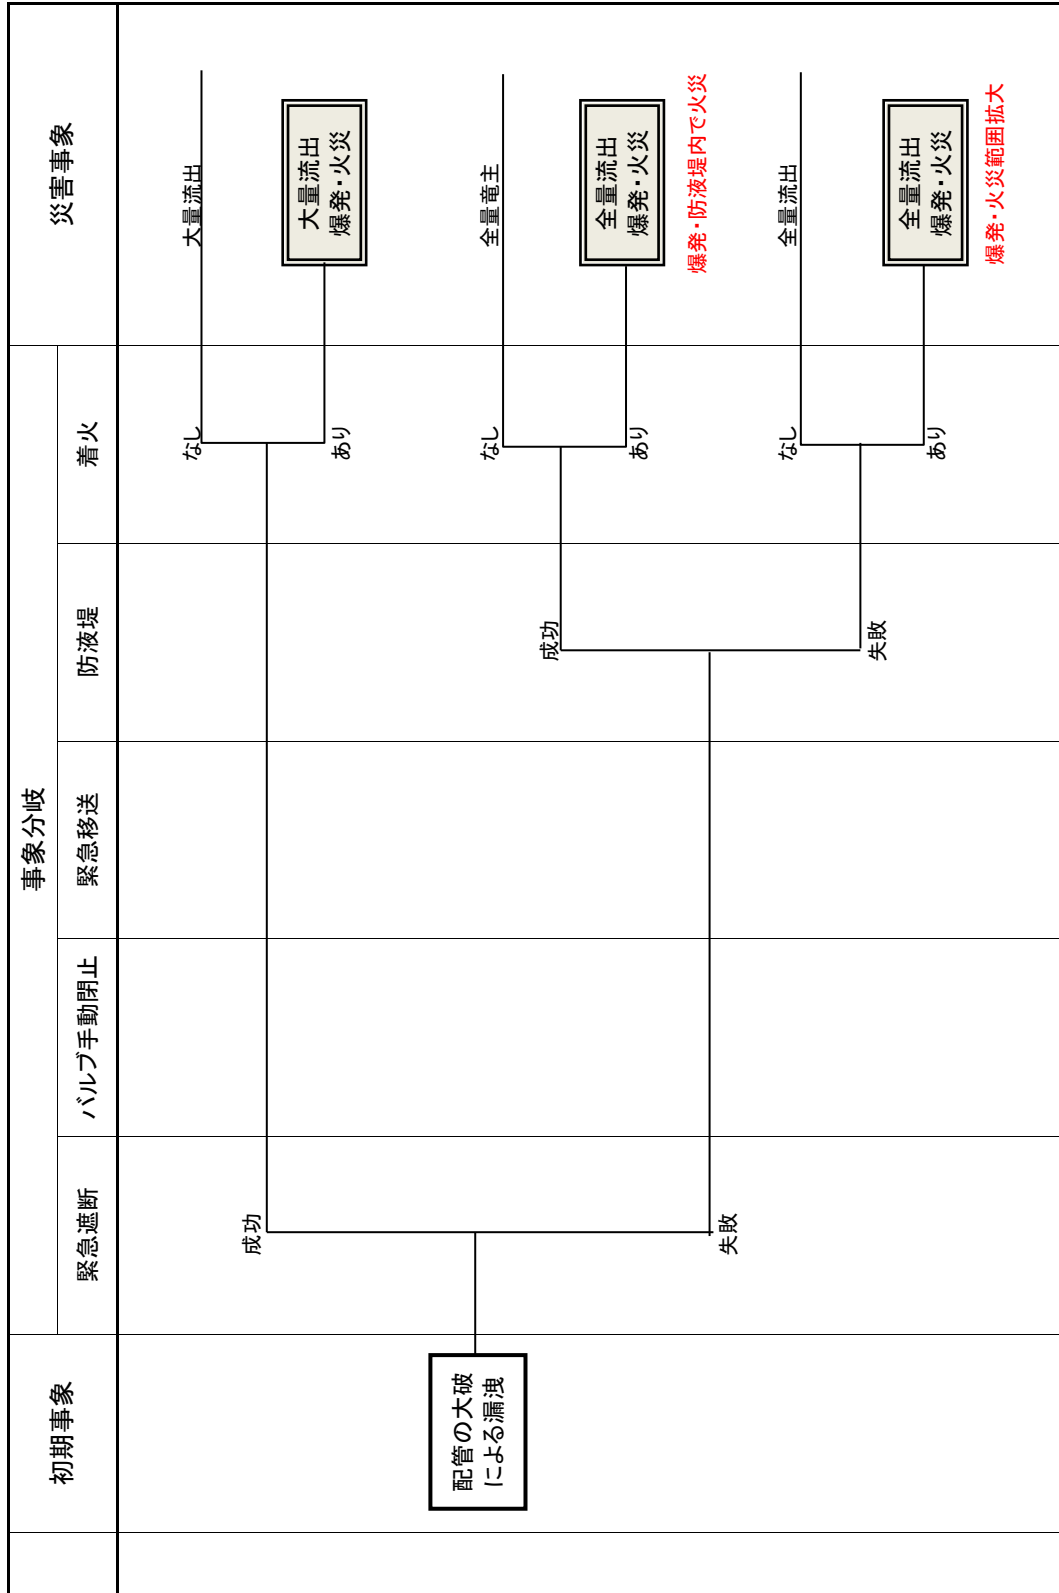 初期事象
事象分岐
災害事象
緊急遮断
バルブ手動閉止
緊急移送
防液堤
着火
配管の大破
による漏洩
成功
失敗
成功
失敗
なし
あり
なし
あり
なし
あり
大量流出
大量流出
爆発・火災
全量竜主
全量流出
爆発・火災
爆発・防液堤内で火災
全量流出
全量流出
爆発・火災
爆発・火災範囲拡大